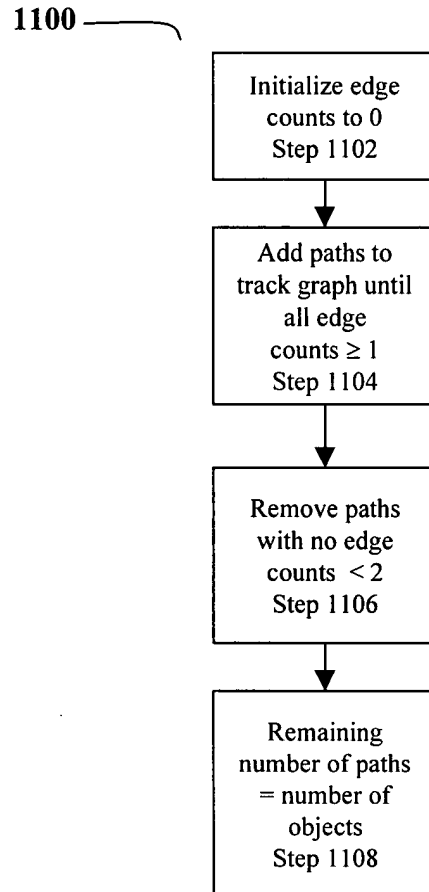 1100
Initialize edge
counts to 0
Step 1102
Add paths to
track graph until
all edge
counts ≥ 1
Step 1104
Remove paths
with no edge
counts < 2
Step 1106
Remaining
number of paths
= number of
objects
Step 1108